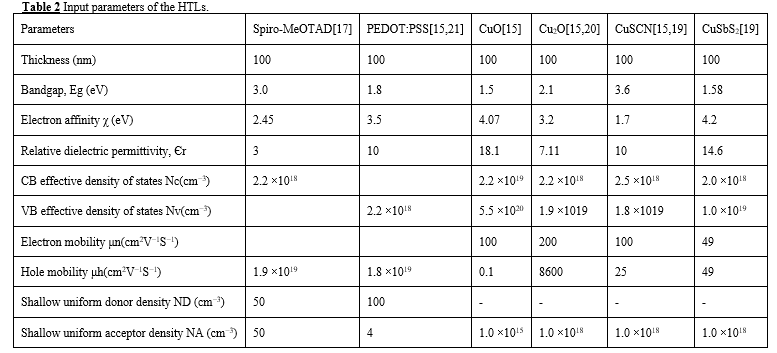 Table 2 Input parameters of the HTLs.
Parameters Spiro-MeOTAD[17] PEDOT:PSS[15,21] CuO[15] Cu₂O[15,20] CuSCN[15,19] CuSbS₂[19]
Thickness (nm) 100 100 100 100 100 100
Bandgap, Eg (eV) 3.0 1.8 1.5 2.1 3.6 1.58
Electron affinity χ (eV) 2.45 3.5 4.07 3.2 1.7 4.2
Relative dielectric permittivity, Єr 3 10 18.1 7.11 10 14.6
CB effective density of states Nc(cm⁻³) 2.2 ×10¹⁸ 2.2 ×10¹⁹ 2.2 ×10¹⁸ 2.5 ×10¹⁸ 2.0 ×10¹⁸
VB effective density of states Nv(cm⁻³) 2.2 ×10¹⁸ 5.5 ×10²⁰ 1.9 ×1019 1.8 ×1019 1.0 ×10¹⁹
Electron mobility μn(cm²V⁻¹S⁻¹) 100 200 100 49
Hole mobility μh(cm²V⁻¹S⁻¹) 1.9 ×10¹⁹ 1.8 ×10¹⁹ 0.1 8600 25 49
Shallow uniform donor density ND (cm⁻³) 50 100 - - - -
Shallow uniform acceptor density NA (cm⁻³) 50 4 1.0 ×10¹⁵ 1.0 ×10¹⁸ 1.0 ×10¹⁸ 1.0 ×10¹⁸